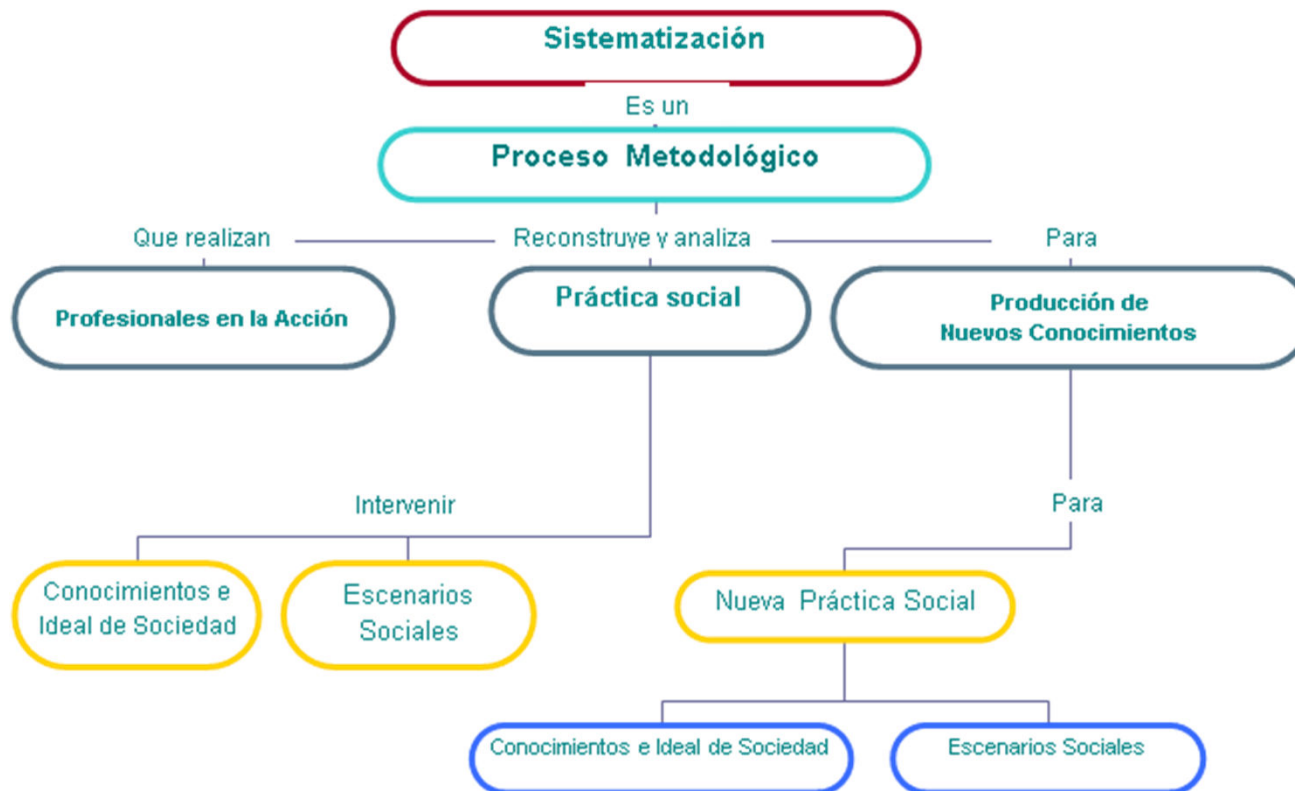 Sistematización
Es un
Proceso Metodológico
Que realizan
Reconstruye y analiza
Para
Profesionales en la Acción
Práctica social
Producción de
Nuevos Conocimientos
Intervenir
Para
Conocimientos e
Ideal de Sociedad
Escenarios
Sociales
Nueva Práctica Social
Conocimientos e Ideal de Sociedad
Escenarios Sociales